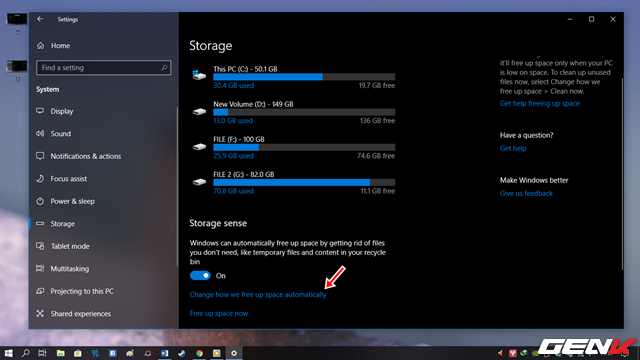 Settings
Home
Find a setting
System
Display
Sound
Notifications & actions
Focus assist
Power & sleep
Storage
Tablet mode
Multitasking
Projecting to this PC
Shared experiences
Storage
This PC (C:) - 50.1 GB
30.4 GB used
19.7 GB free
New Volume (D:) - 149 GB
13.0 GB used
136 GB free
FILE (F:) - 100 GB
25.9 GB used
74.6 GB free
FILE 2 (G:) - 82.0 GB
70.8 GB used
11.1 GB free
Storage sense
Windows can automatically free up space by getting rid of files
you don't need, like temporary files and content in your recycle
bin
On
Change how we free up space automatically
Free up space now
it'll free up space only when your PC
is low on space. To clean up unused
files now, select Change how we
free up space > Clean now.
Get help freeing up space
Have a question?
Get help
Make Windows better
Give us feedback
GENK